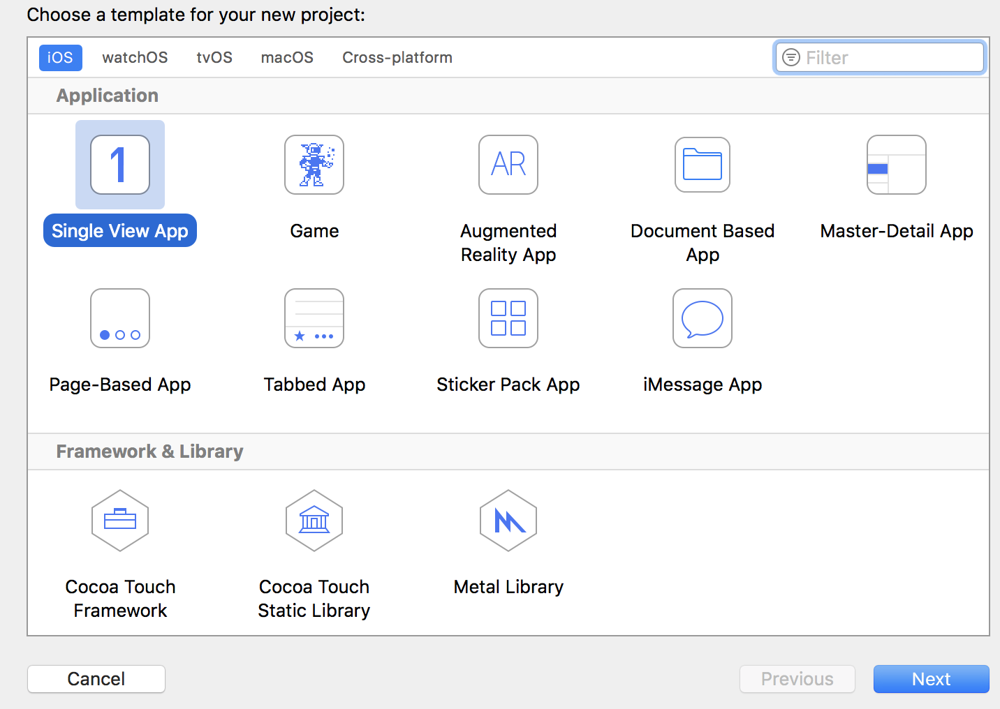 Choose a template for your new project:
iOS watchOS tvOS macOS Cross-platform Filter
Application
1 AR
Single View App Game Augmented Document Based Master-Detail App
Reality App App
Page-Based App Tabbed App Sticker Pack App iMessage App
Framework & Library
Cocoa Touch Cocoa Touch Metal Library
Framework Static Library
Cancel Previous Next